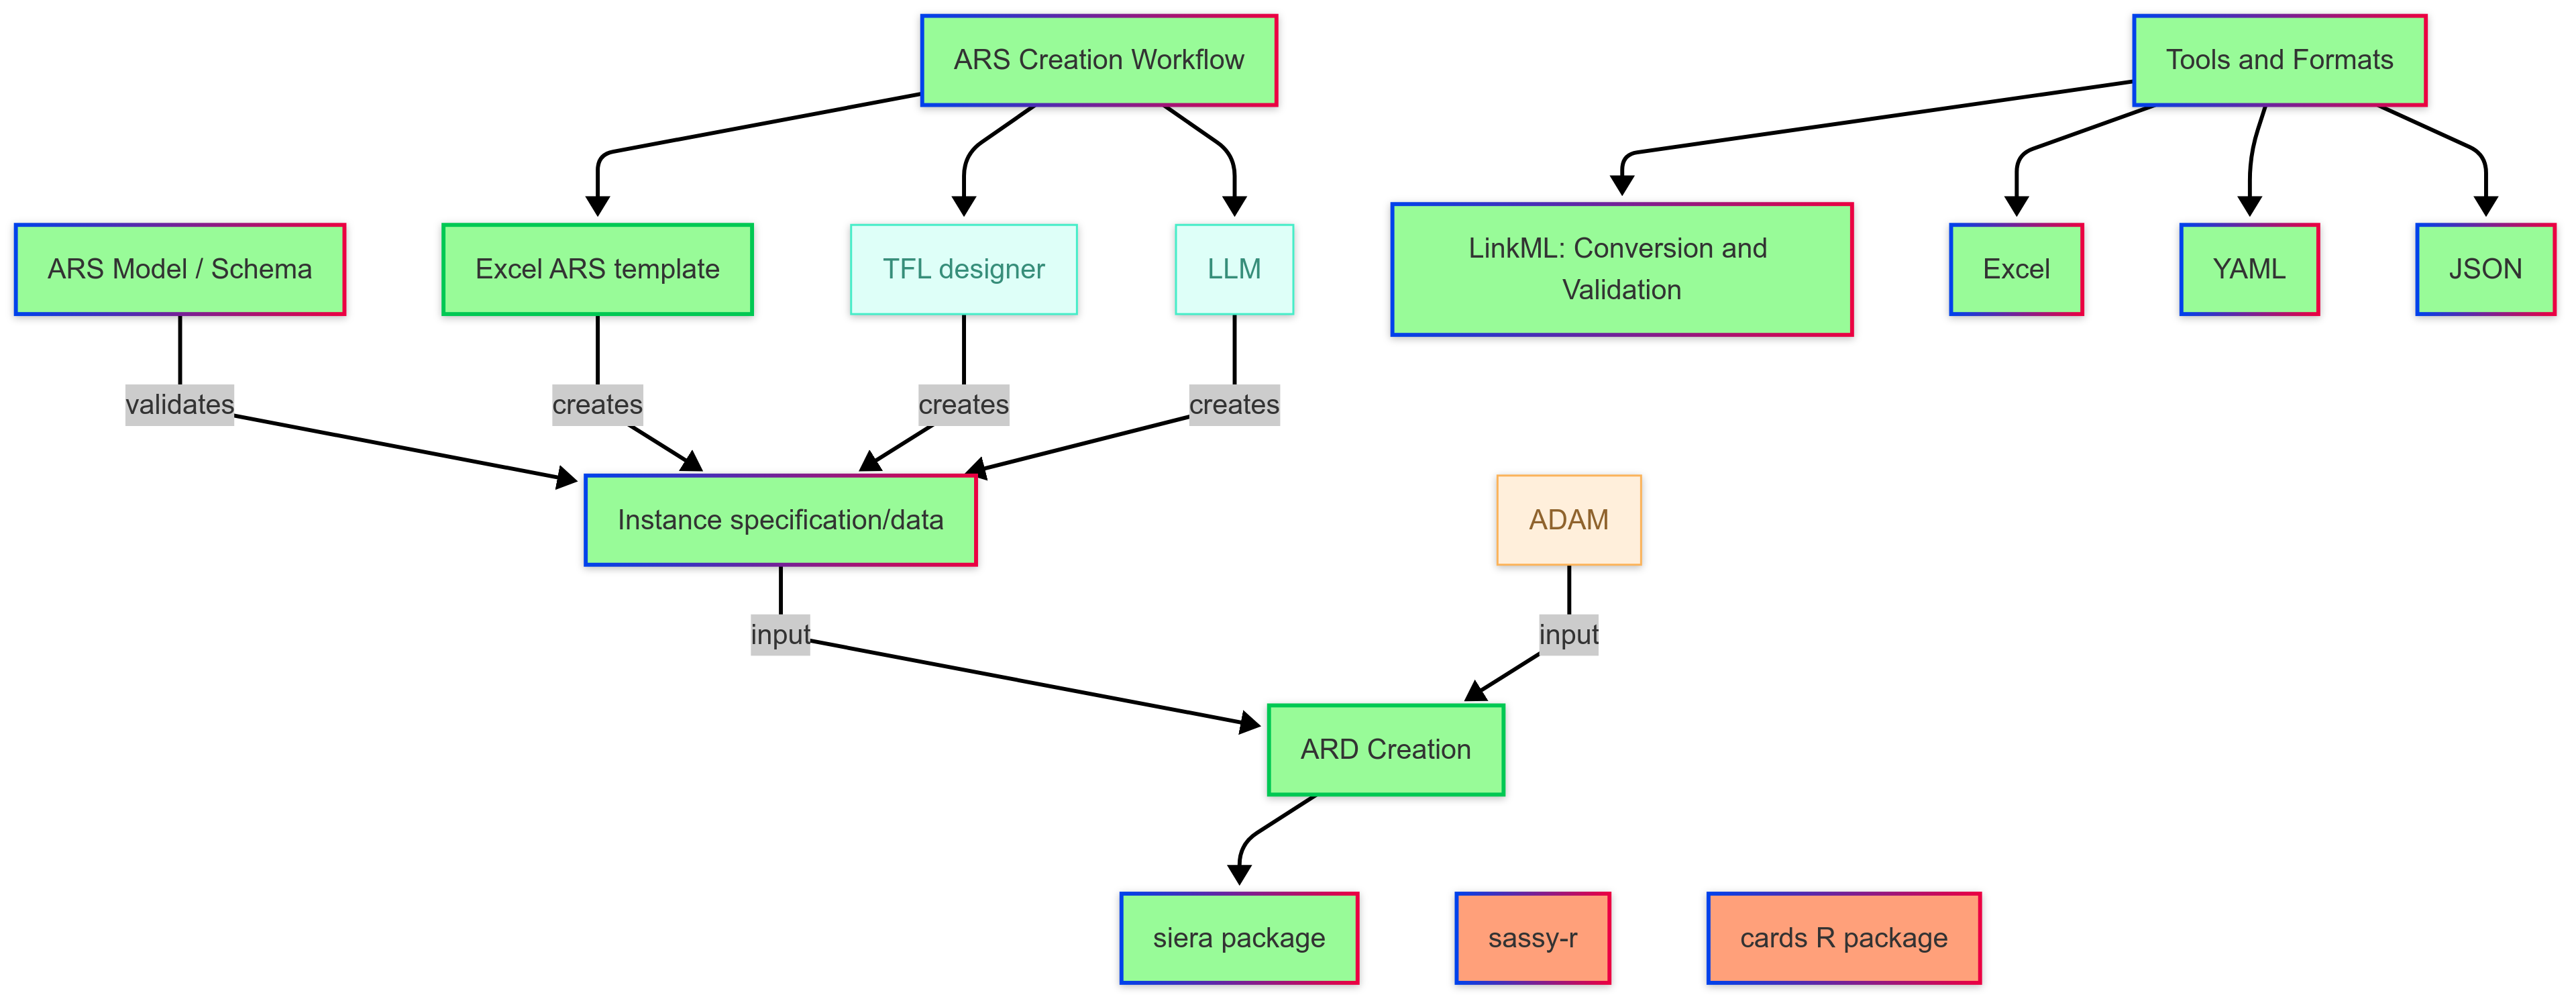 ARS Creation Workflow
Tools and Formats
ARS Model / Schema
Excel ARS template
TFL designer
LLM
LinkML: Conversion and
Validation
Excel
YAML
JSON
validates
creates
creates
creates
Instance specification/data
ADAM
input
input
ARD Creation
siera package
sassy-r
cards R package